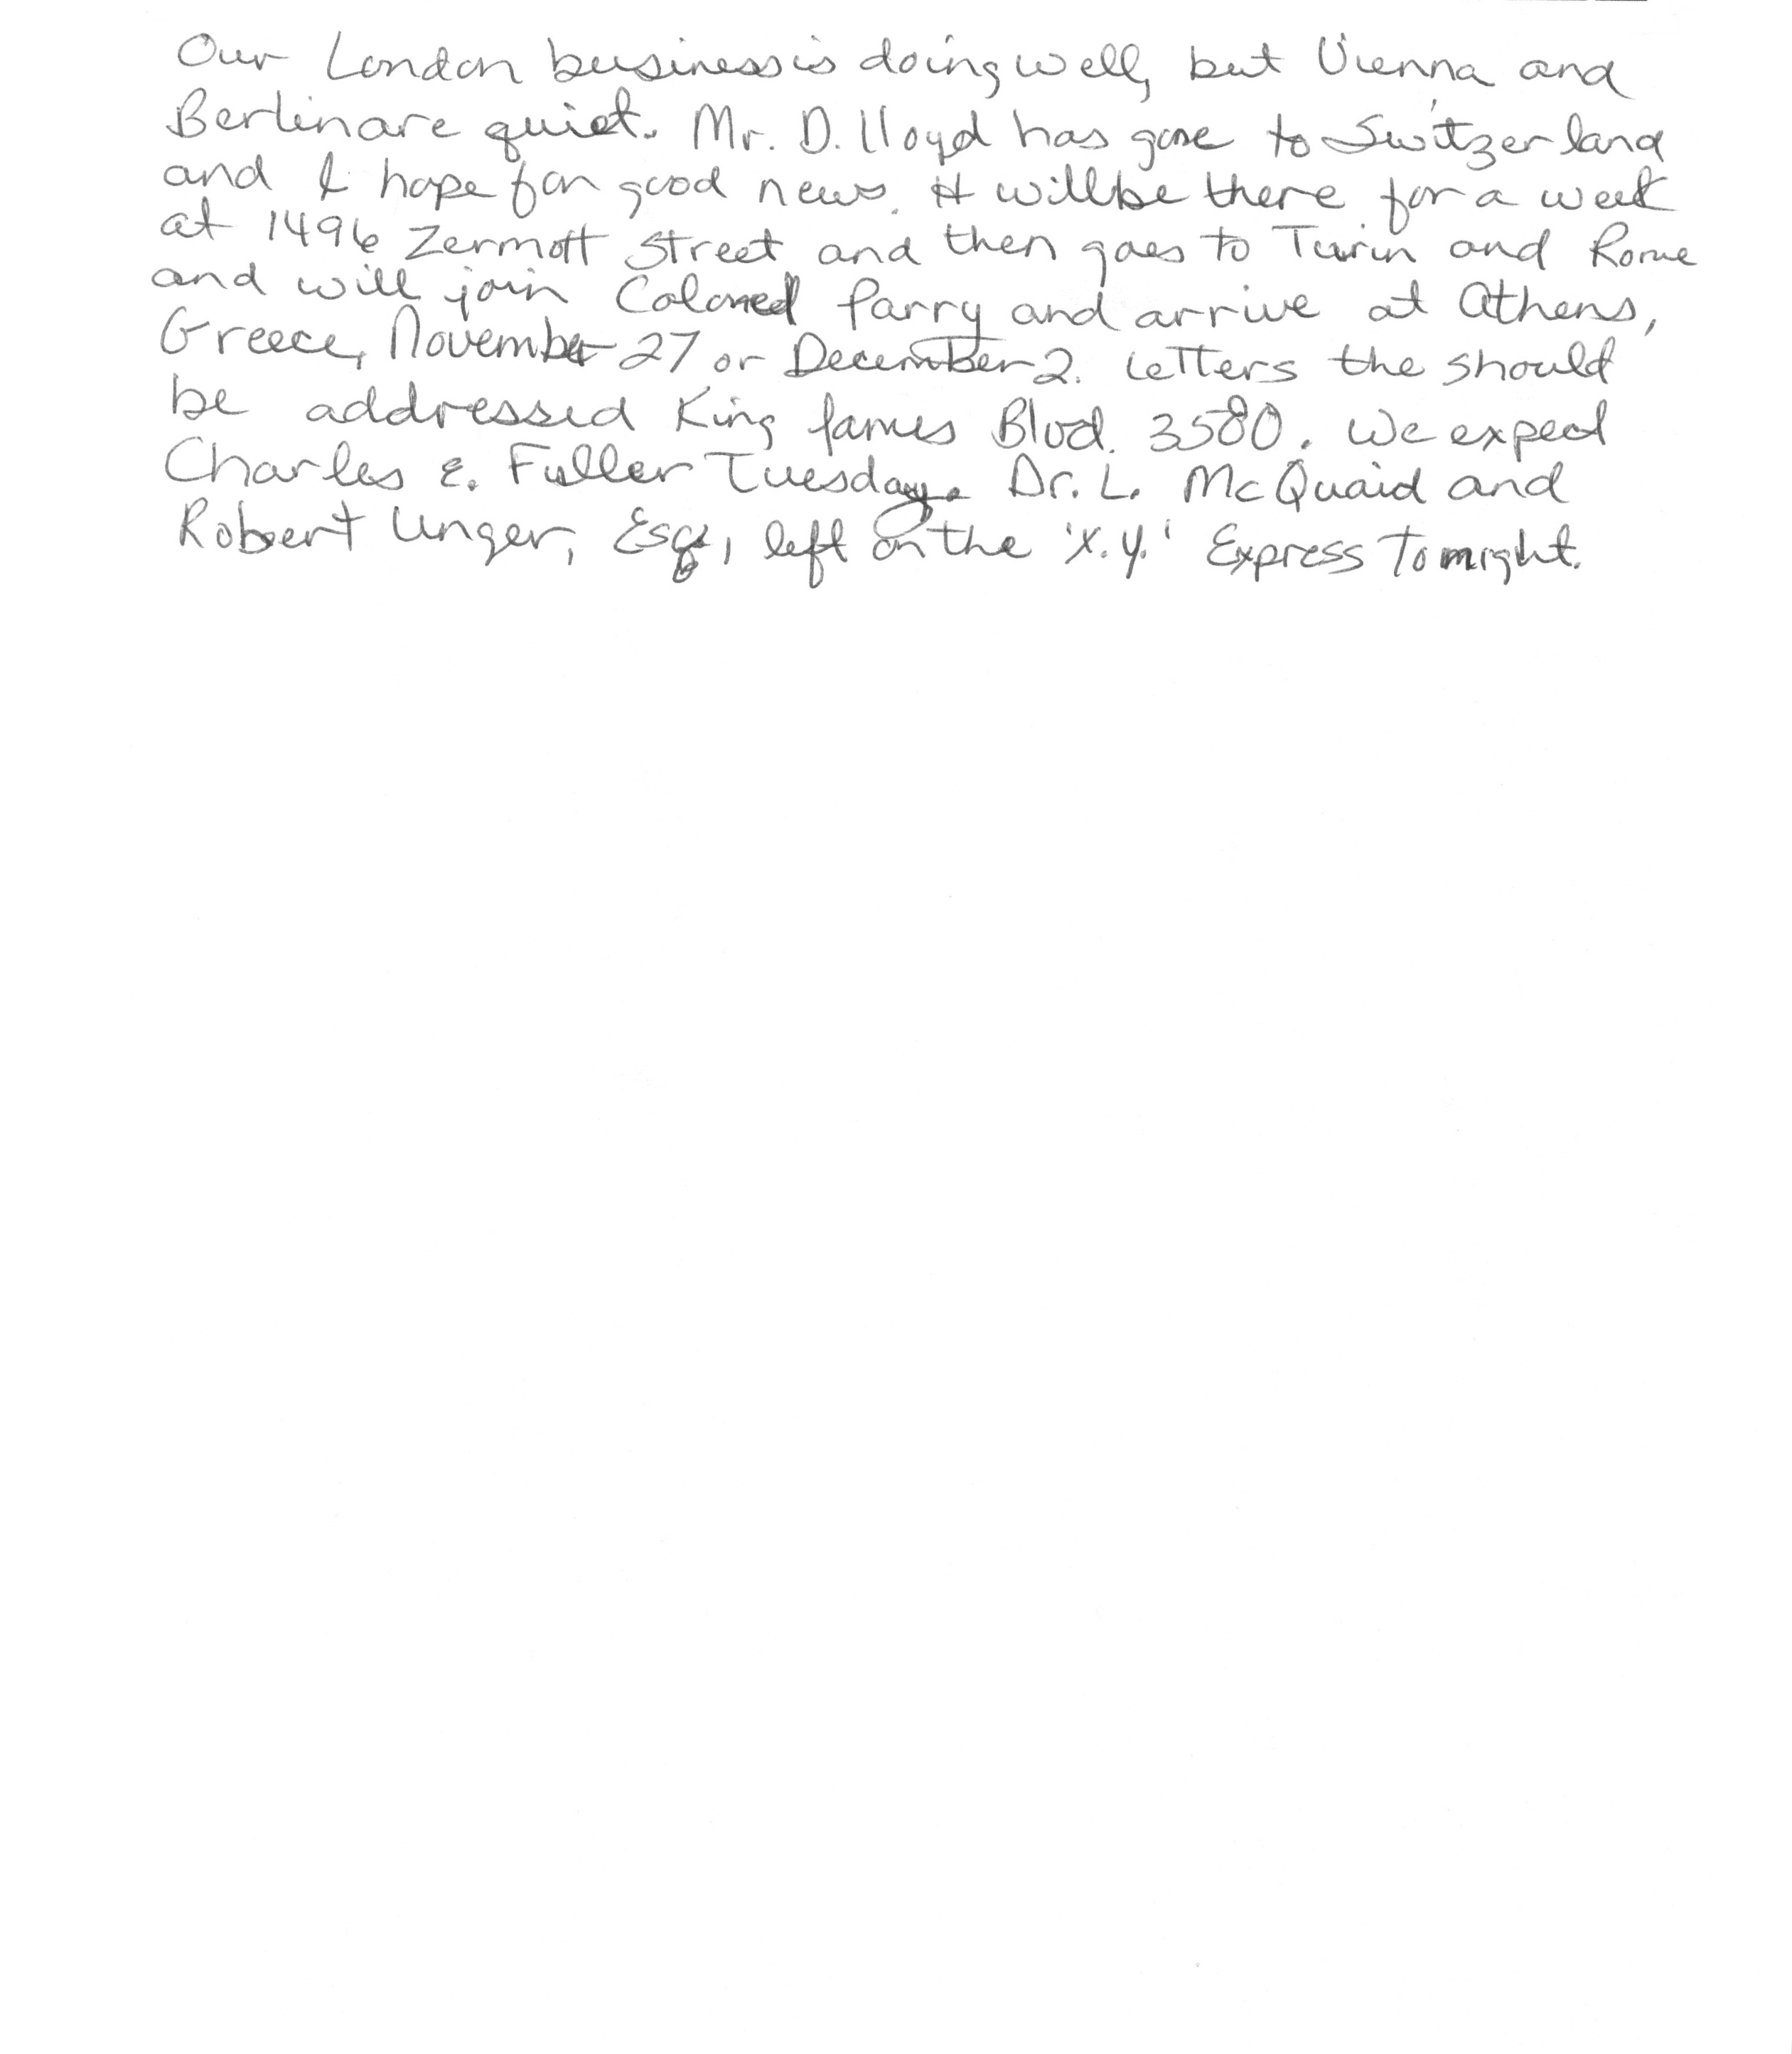 Our London business is doing well, but Vienna and
Berlin are quiet. Mr. D. Lloyd has gone to Switzerland
and I hope for good news. It will be there for a week
at 1496 Zermott Street and then goes to Turin and Rome
and will join Colonel Parry and arrive at Athens,
Greece, November 27 or December 2. Letters the should
be addressed King James Blvd. 3580. We expect
Charles E. Fuller Tuesday. Dr. L. McQuaid and
Robert Unger, Esq., left on the 'X.Y.' Express Tonight.